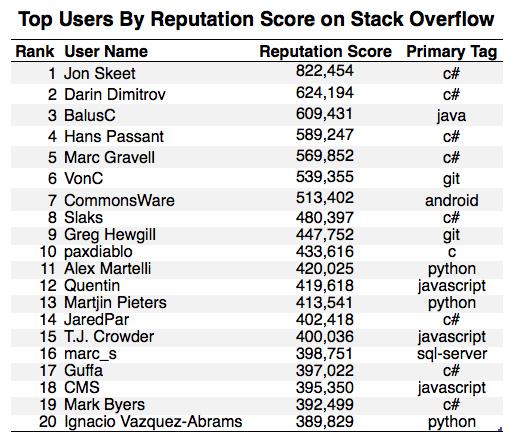 Top Users By Reputation Score on Stack Overflow
Rank User Name Reputation Score Primary Tag
1 Jon Skeet 822,454 c#
2 Darin Dimitrov 624,194 c#
3 BalusC 609,431 java
4 Hans Passant 589,247 c#
5 Marc Gravell 569,852 c#
6 VonC 539,355 git
7 CommonsWare 513,402 android
8 Slaks 480,397 c#
9 Greg Hewgill 447,752 git
10 paxdiablo 433,616 c
11 Alex Martelli 420,025 python
12 Quentin 419,618 javascript
13 Martjin Pieters 413,541 python
14 JaredPar 402,418 c#
15 T.J. Crowder 400,036 javascript
16 marc_s 398,751 sql-server
17 Guffa 397,022 c#
18 CMS 395,350 javascript
19 Mark Byers 392,499 c#
20 Ignacio Vazquez-Abrams 389,829 python